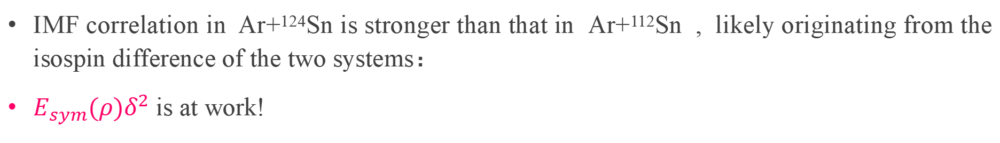 • IMF correlation in Ar+¹²⁴Sn is stronger than that in Ar+¹¹²Sn , likely originating from the
isospin difference of the two systems：
• 𝐸𝑠𝑦𝑚(𝜌)𝛿² is at work!